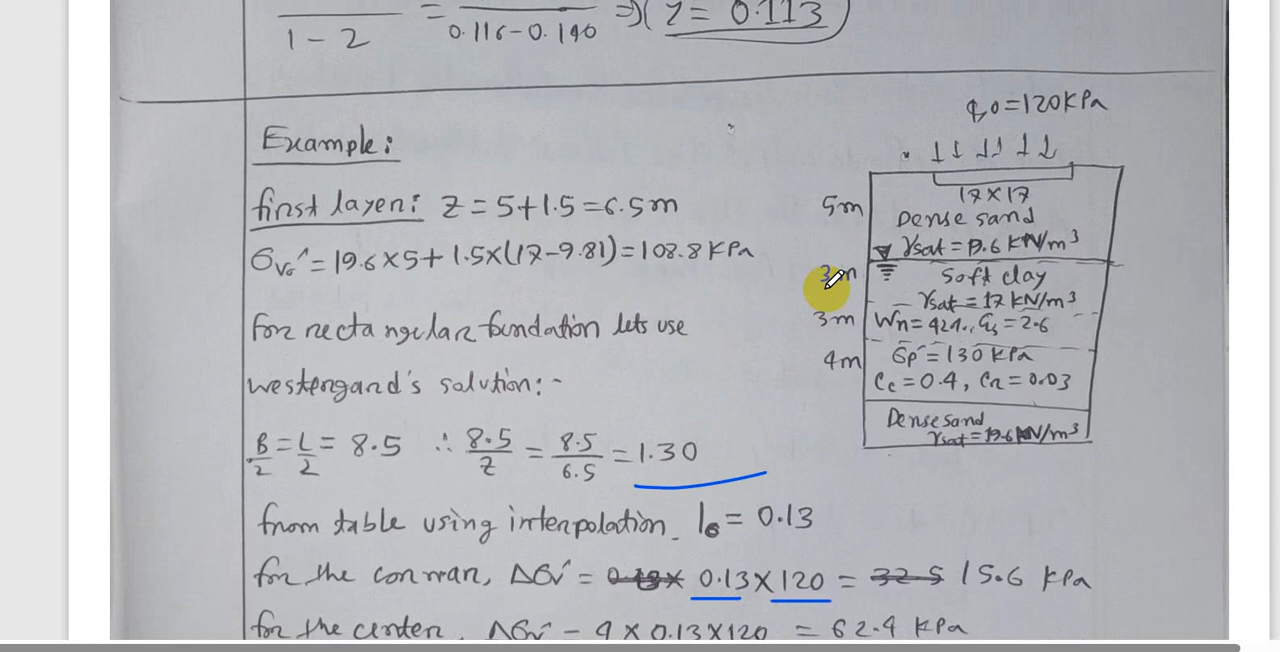 1-2 = 0.116-0.140 ⇒ (z = 0.113)
Example:
first layer: Z = 5+1.5 = 6.5m
σvo' = 19.6×5+1.5×(17-9.81) = 108.8 KPa
For rectangular foundation lets use
westergard's solution:-
B/2 = L/2 = 8.5 ∴ 8.5/Z = 8.5/6.5 = 1.30
from table using interpolation. Iσ = 0.13
for the cornar, Δσv' = 0.13×120 = 15.6 KPa
for the center, Δσv' = 4×0.13×120 = 62.4 KPa
q0 = 120KPa
17×17
5m
Dense sand
γsat = 19.6 KN/m³
3m
Soft clay
γsat = 17 KN/m³
3m
Wn = 42%, Gs = 2.6
4m
σp' = 130 KPa
Cc = 0.4, Cr = 0.03
Dense sand
γsat = 19.6 KN/m³